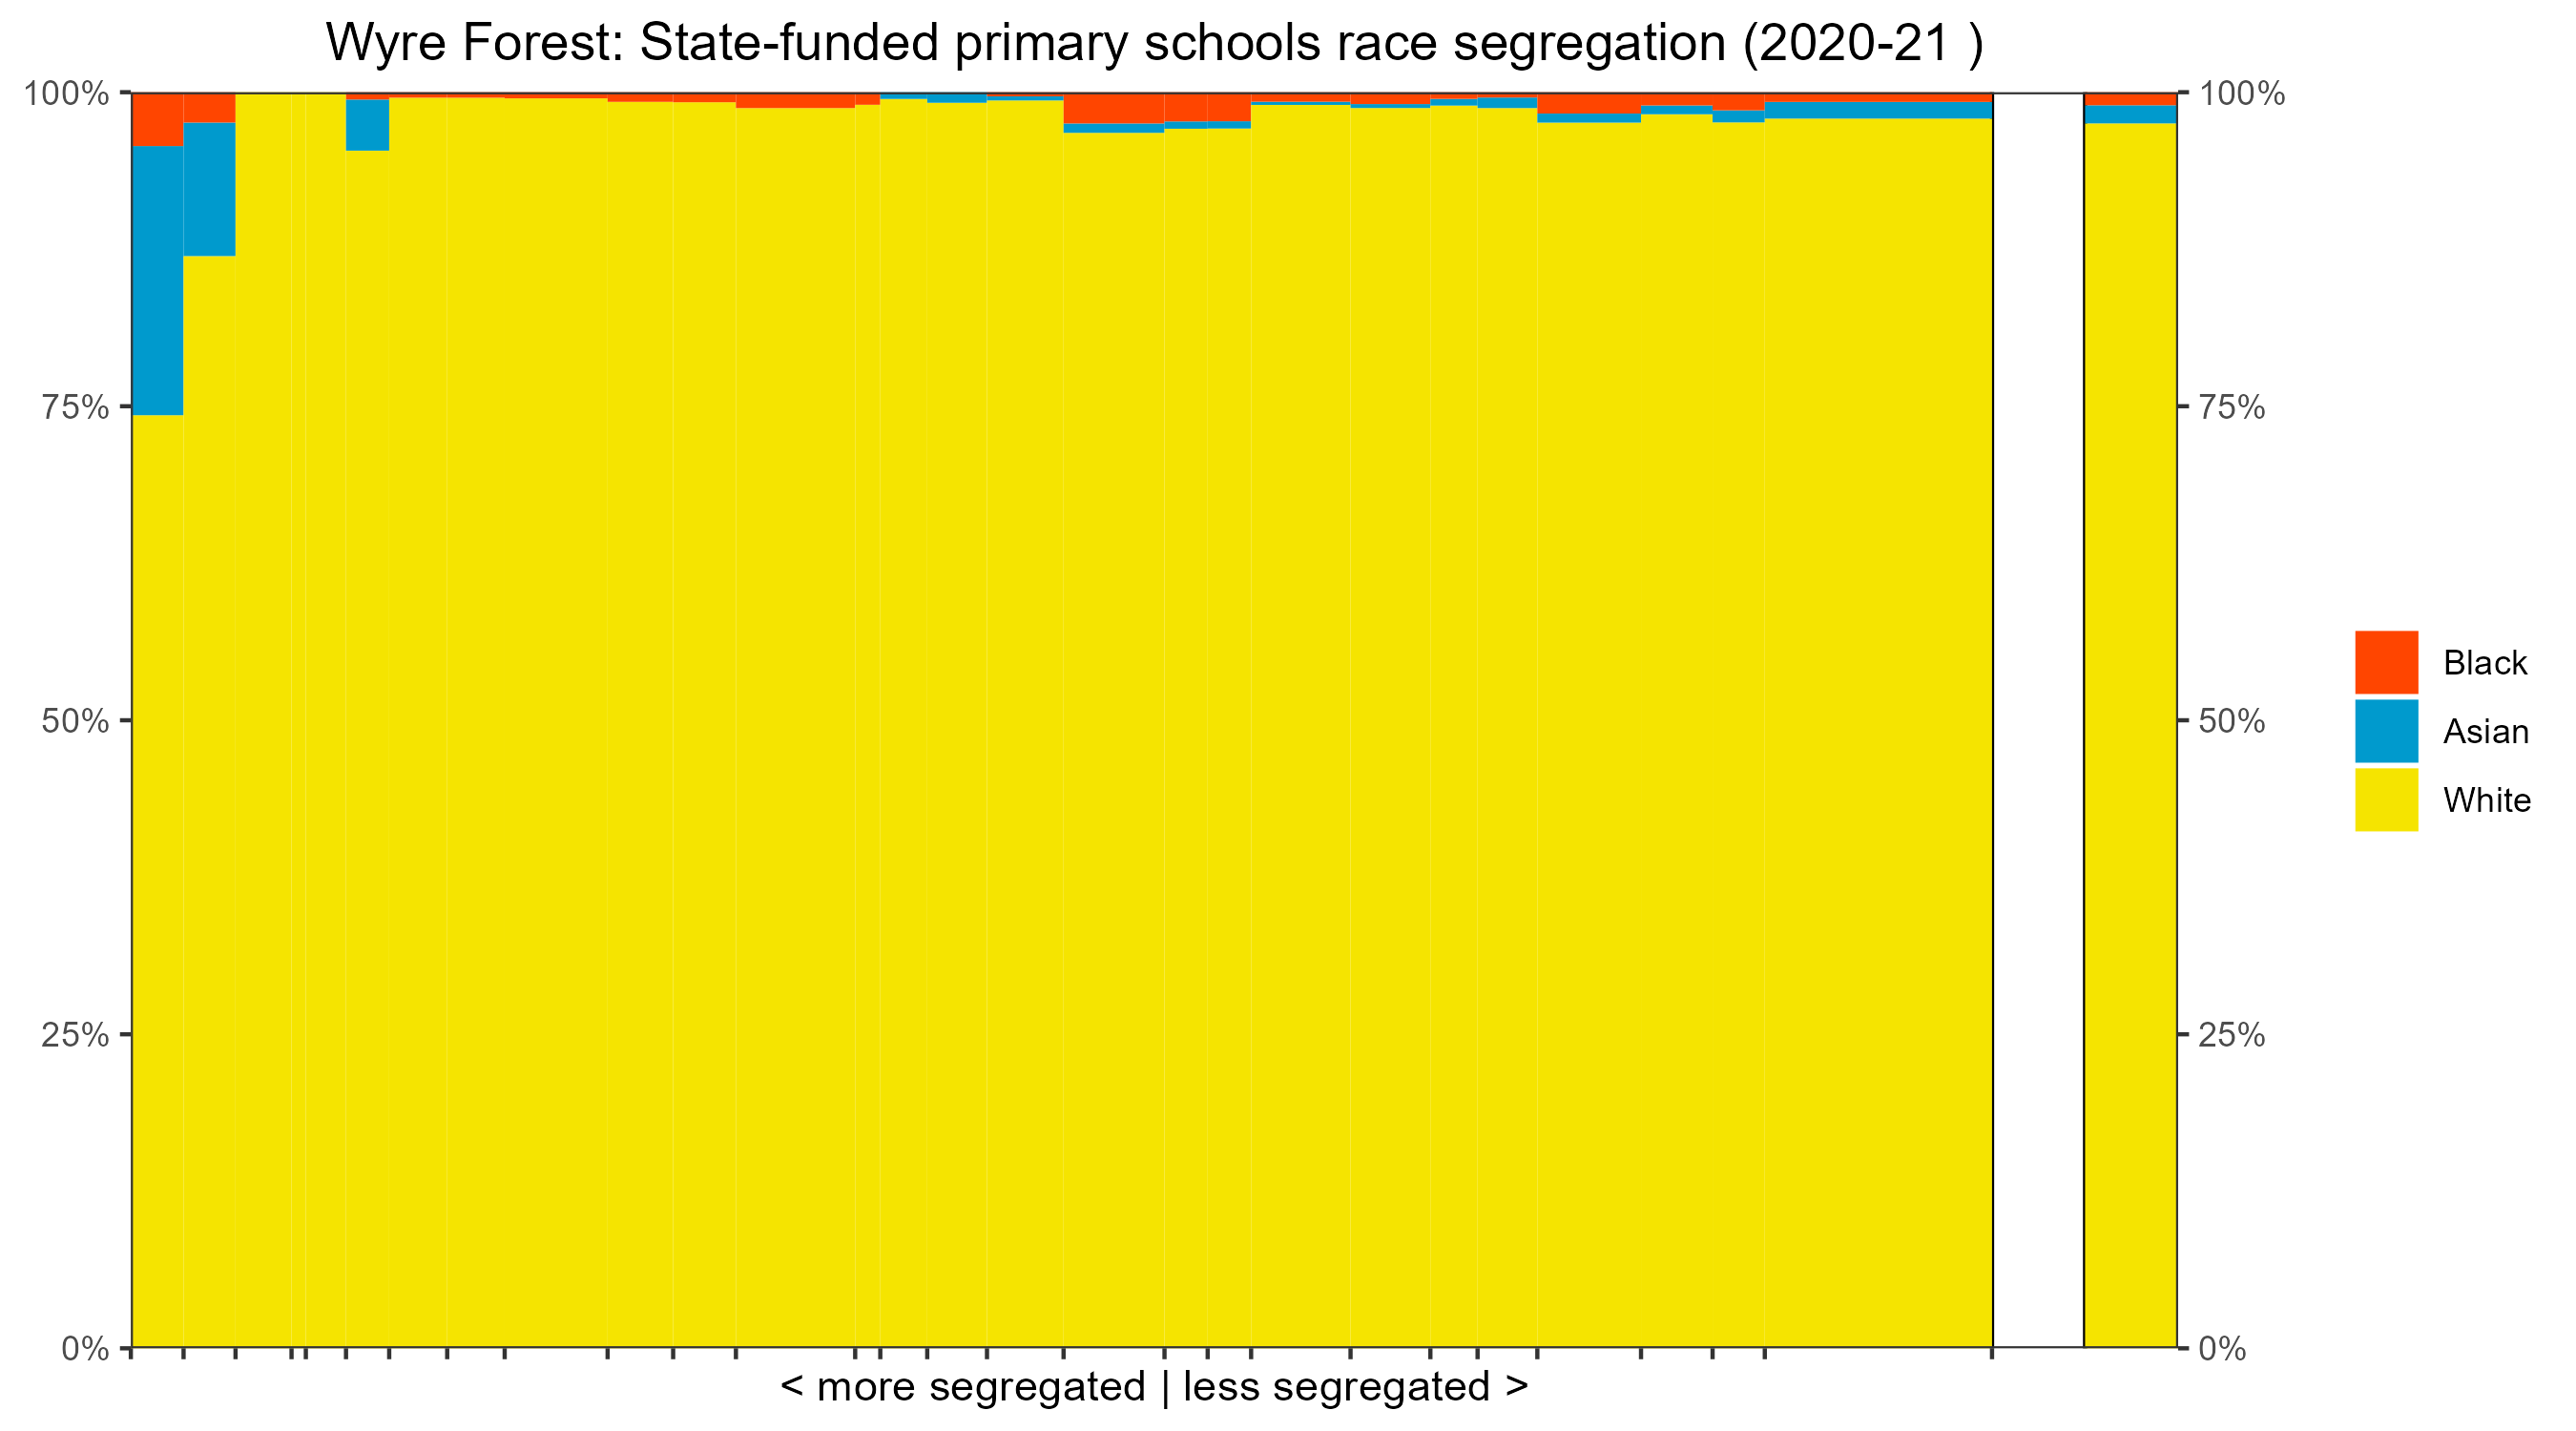 Wyre Forest: State-funded primary schools race segregation (2020-21 )
100%
75%
50%
25%
0%
100%
75%
50%
25%
0%
Black
Asian
White
< more segregated | less segregated >